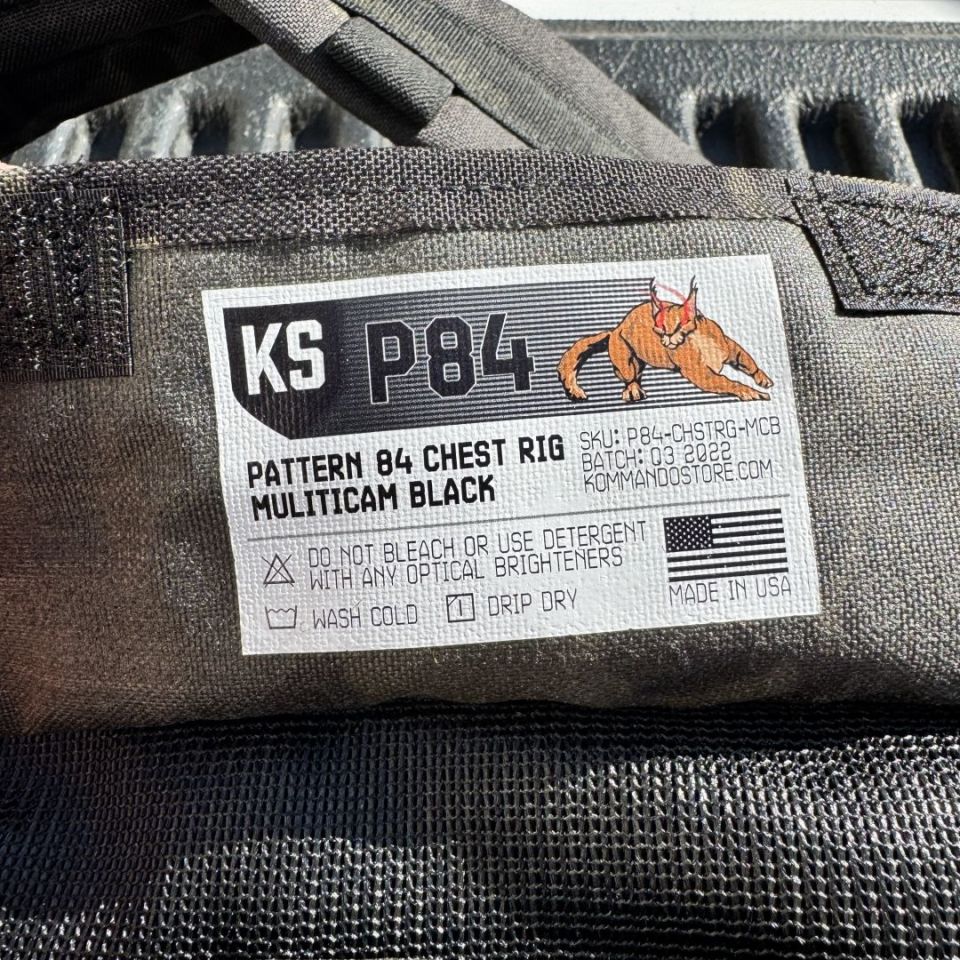 KS P84
PATTERN 84 CHEST RIG
MULITICAM BLACK
SKU: P84-CHSTRG-MCB
BATCH: 03 2022
KOMMANDOSTORE.COM
DO NOT BLEACH OR USE DETERGENT
WITH ANY OPTICAL BRIGHTENERS
WASH COLD DRIP DRY
MADE IN USA